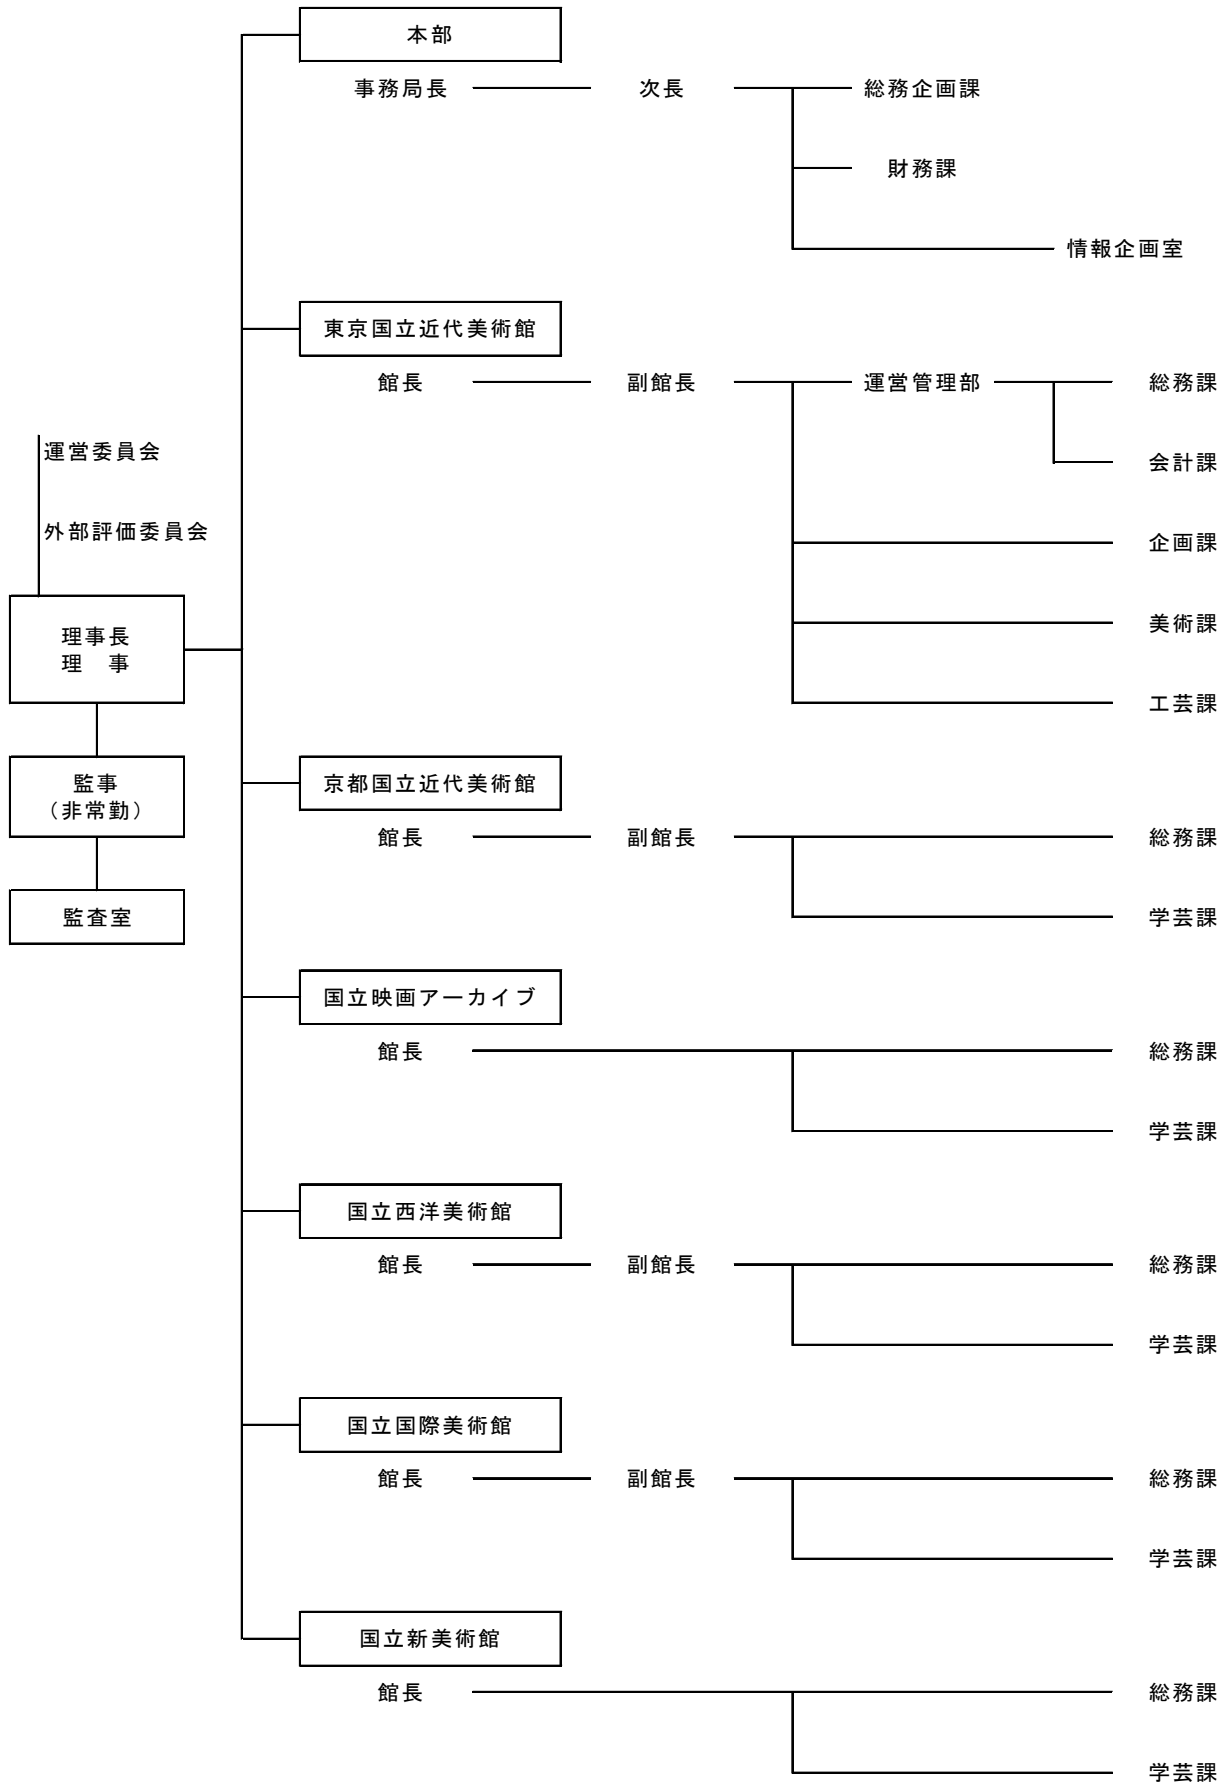 本部
事務局長 次長 総務企画課
財務課
情報企画室
東京国立近代美術館
館長 副館長 運営管理部 総務課
運営委員会
会計課
外部評価委員会
企画課
理事長
理　事
美術課
工芸課
監事
（非常勤）
京都国立近代美術館
館長 副館長 総務課
監査室
学芸課
国立映画アーカイブ
館長 総務課
学芸課
国立西洋美術館
館長 副館長 総務課
学芸課
国立国際美術館
館長 副館長 総務課
学芸課
国立新美術館
館長 総務課
学芸課